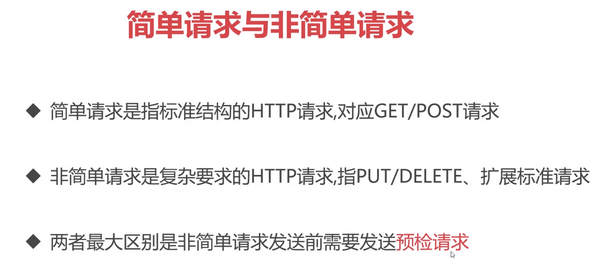 简单请求与非简单请求
◆ 简单请求是指标准结构的HTTP请求,对应GET/POST请求
◆ 非简单请求是复杂要求的HTTP请求,指PUT/DELETE、扩展标准请求
◆ 两者最大区别是非简单请求发送前需要发送预检请求